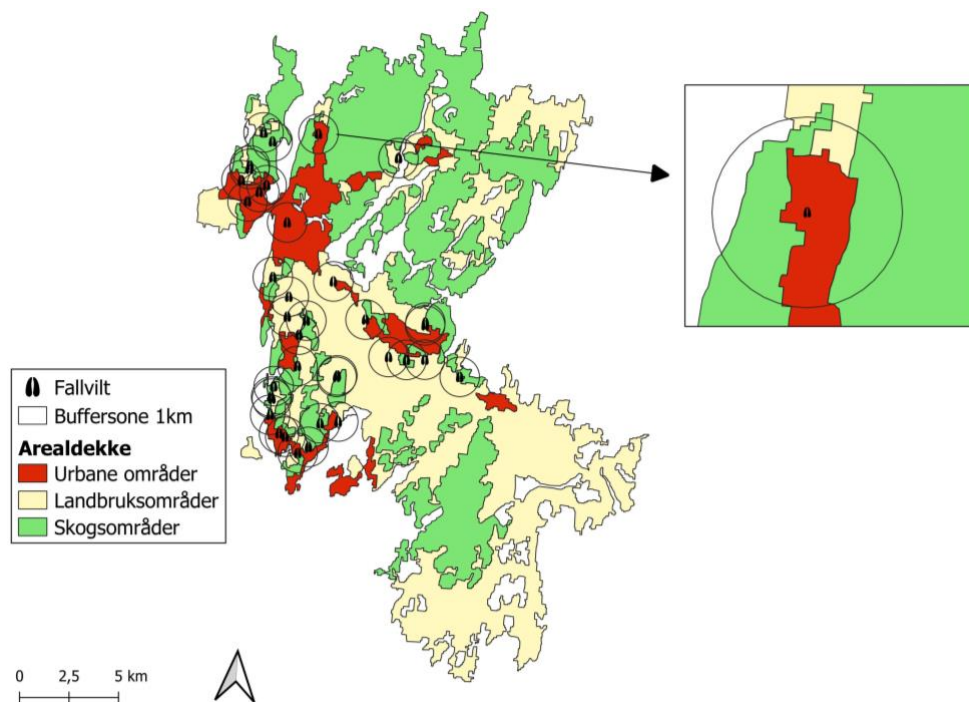 Fallvilt
Buffersone 1km
Arealdekke
Urbane områder
Landbruksområder
Skogsområder
0 2,5 5 km